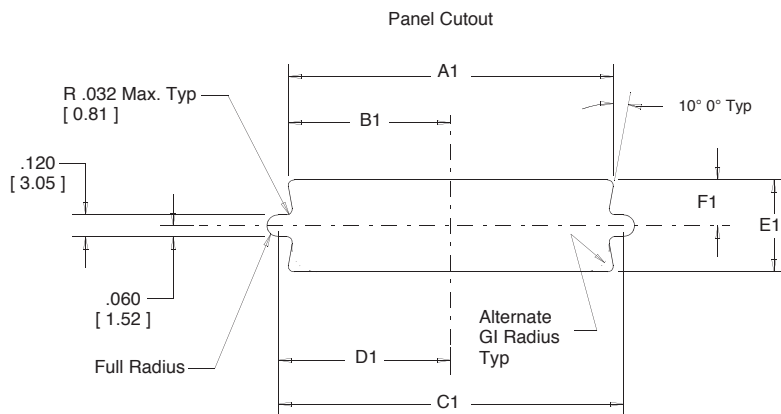 Panel Cutout
A1
R .032 Max. Typ
[ 0.81 ]
10° 0° Typ
B1
.120
[ 3.05 ]
F1
E1
.060
[ 1.52 ]
Alternate
GI Radius
Typ
Full Radius
D1
C1